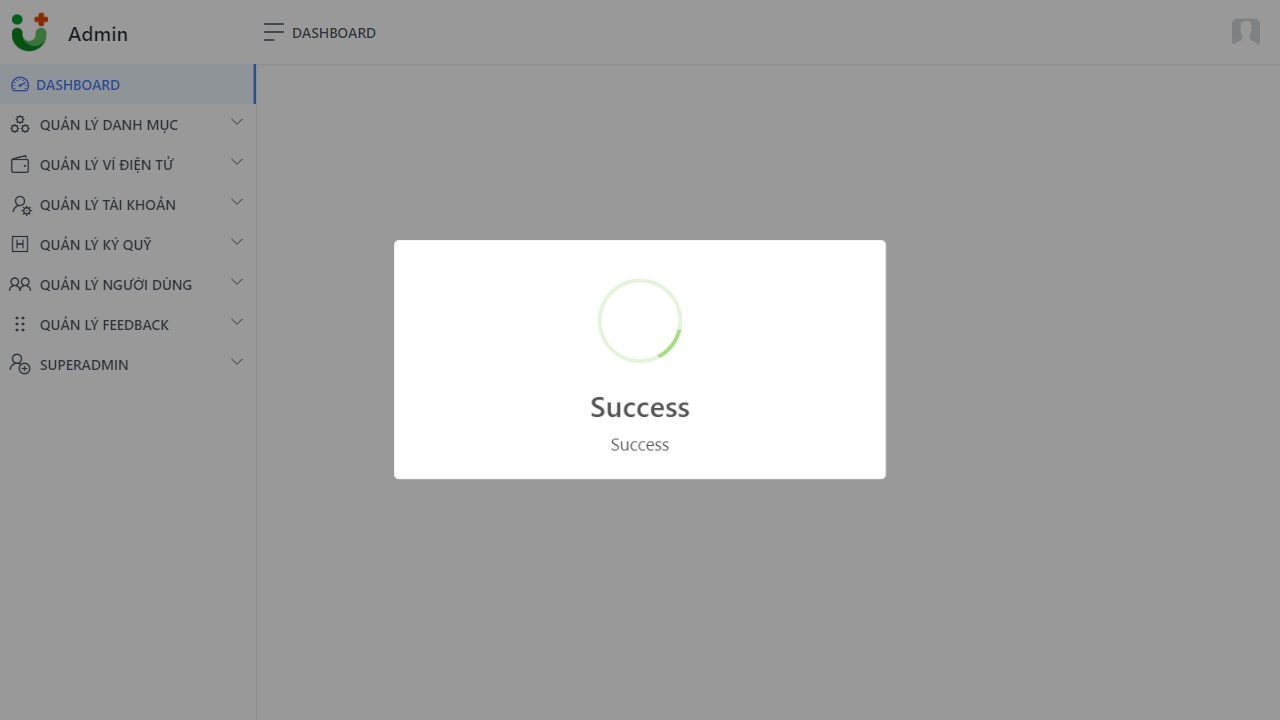 Admin
DASHBOARD
DASHBOARD
QUẢN LÝ DANH MỤC
QUẢN LÝ VÍ ĐIỆN TỬ
QUẢN LÝ TÀI KHOẢN
QUẢN LÝ KÝ QUỸ
QUẢN LÝ NGƯỜI DÙNG
QUẢN LÝ FEEDBACK
SUPERADMIN
Success
Success